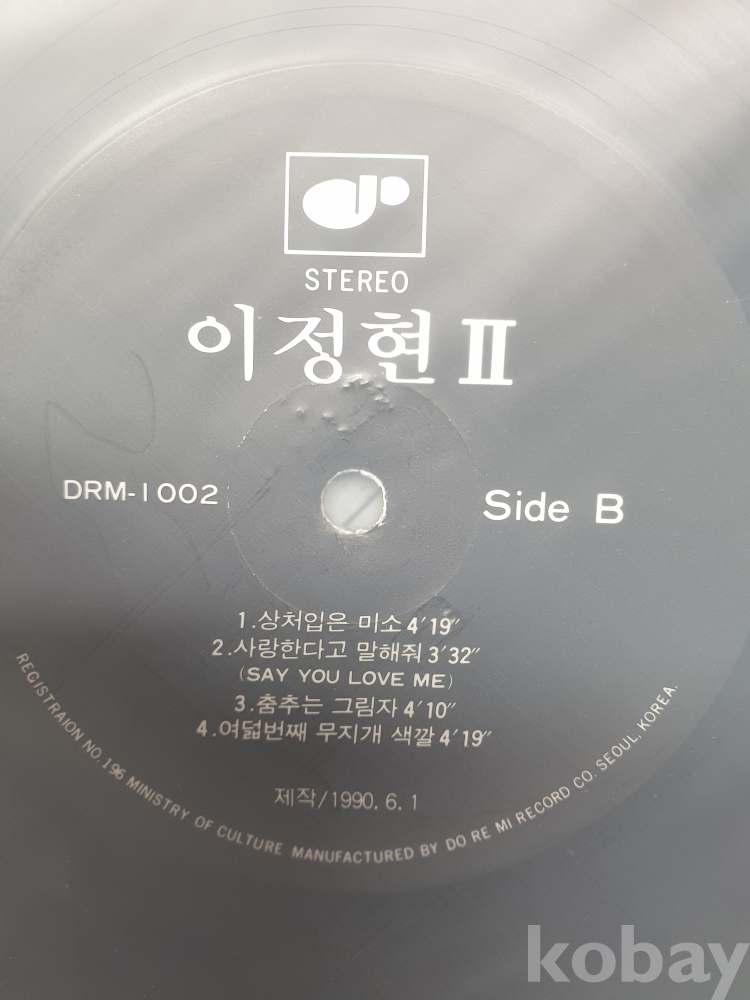 STEREO
이정현 II
DRM-1002
Side B
1.상처입은 미소 4′19″
2.사랑한다고 말해줘 3′32″
(SAY YOU LOVE ME)
3.춤추는 그림자 4′10″
4.여덟번째 무지개 색깔 4′19″
제작/1990.6.1
REGISTRAION NO.196 MINISTRY OF CULTURE MANUFACTURED BY DO RE MI RECORD CO. SEOUL, KOREA.
kobay